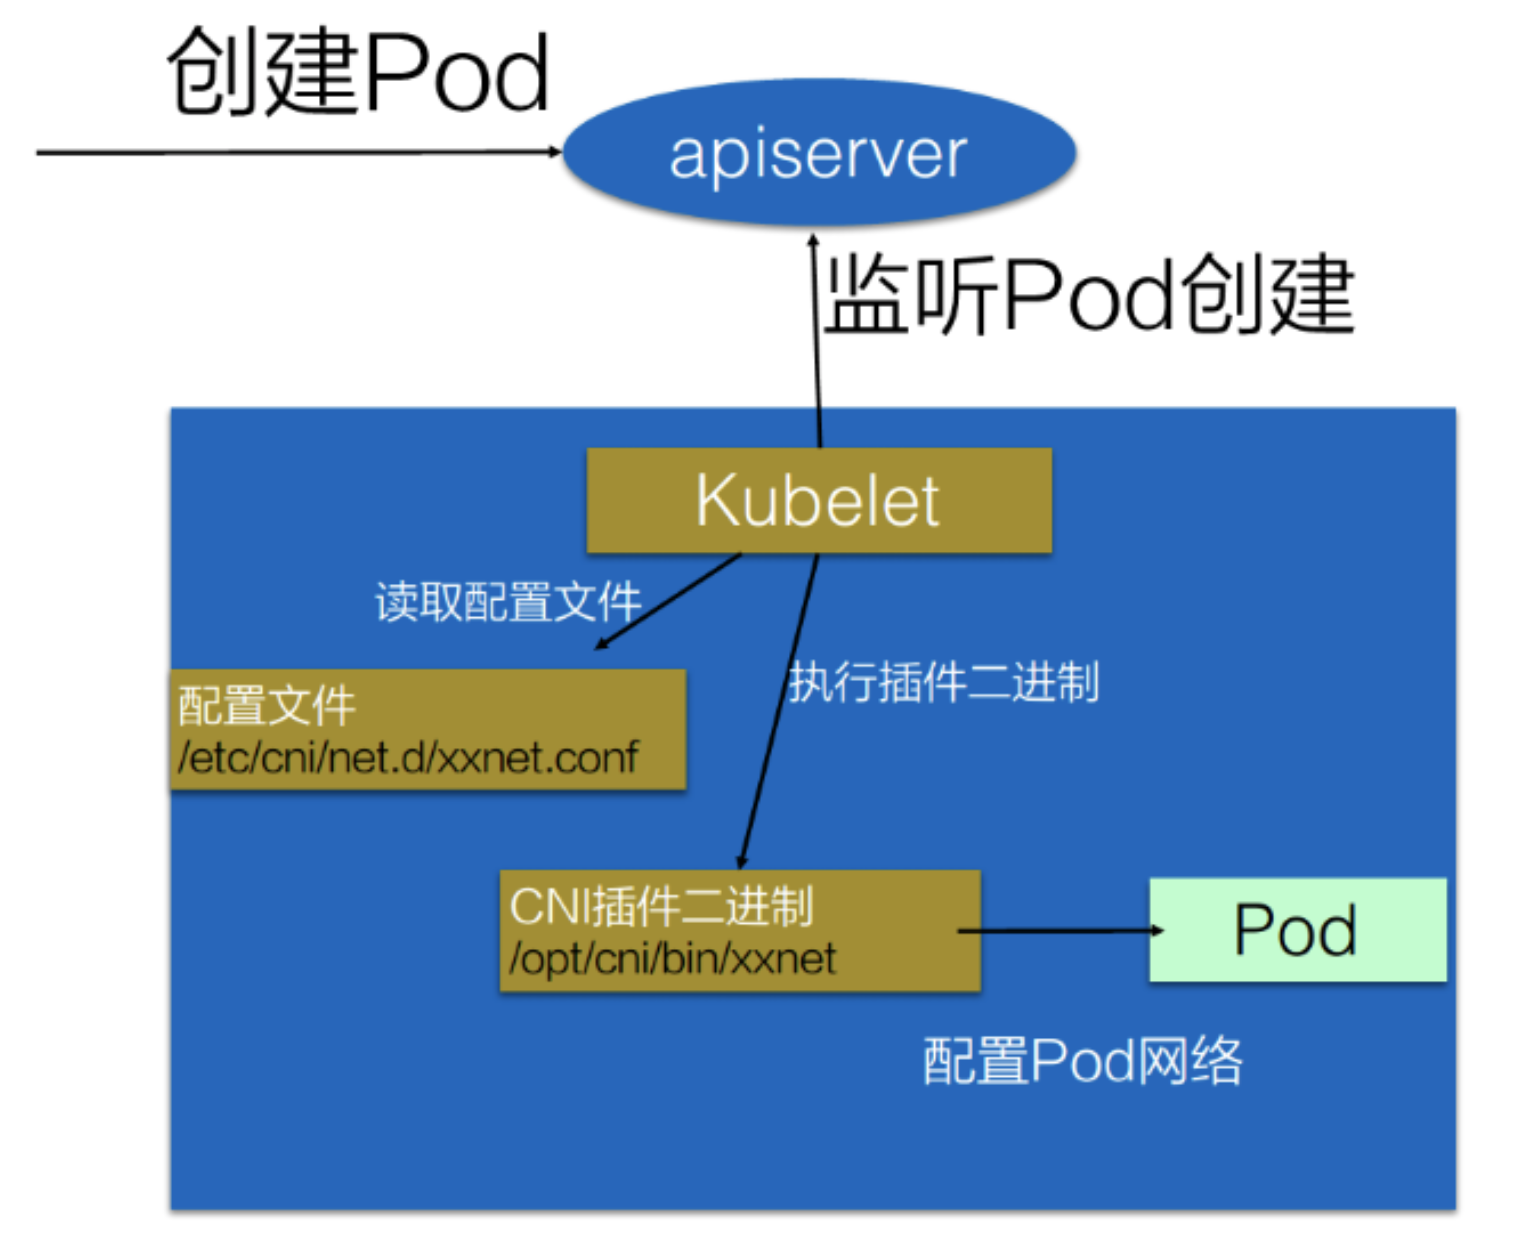 创建Pod
apiserver
监听Pod创建
Kubelet
读取配置文件
执行插件二进制
配置文件
/etc/cni/net.d/xxnet.conf
CNI插件二进制
/opt/cni/bin/xxnet
Pod
配置Pod网络